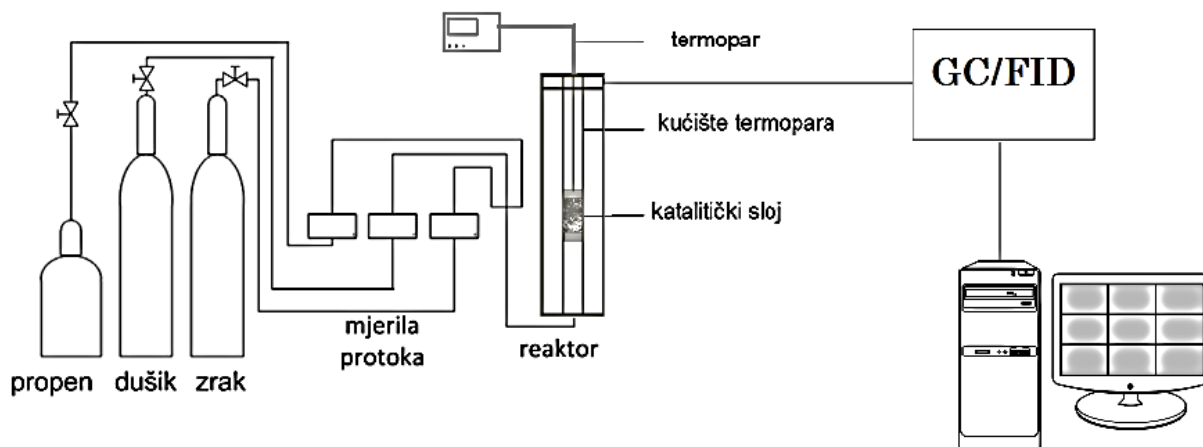 termopar
GC/FID
kućište termopara
katalitički sloj
mjerila
protoka
reaktor
propen dušik zrak